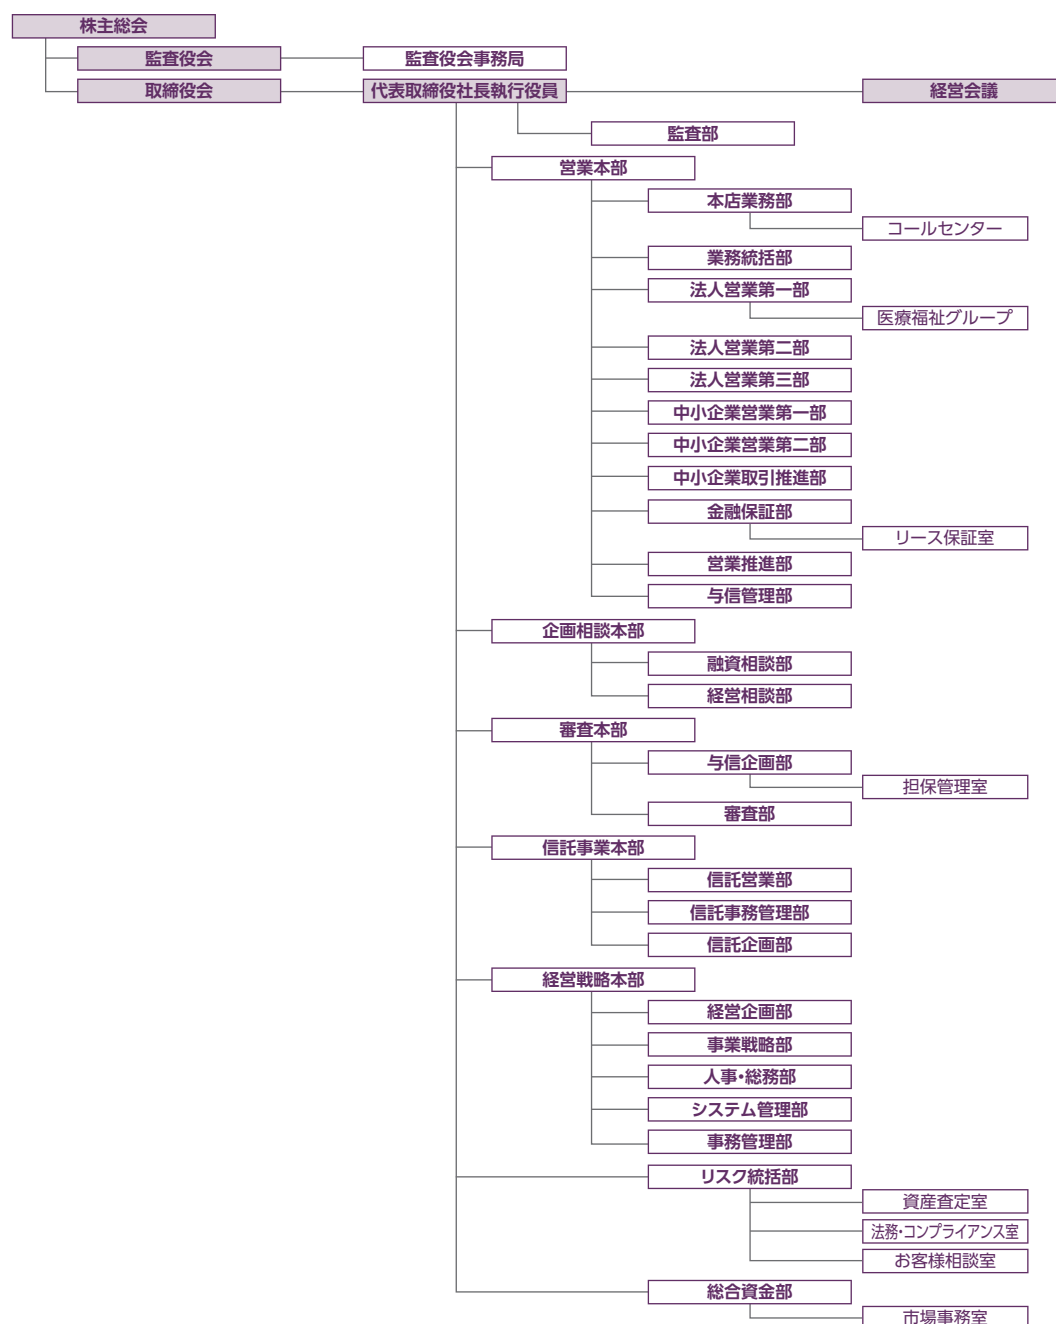 株主総会
監査役会
監査役会事務局
取締役会
代表取締役社長執行役員
経営会議
監査部
営業本部
本店業務部
コールセンター
業務統括部
法人営業第一部
医療福祉グループ
法人営業第二部
法人営業第三部
中小企業営業第一部
中小企業営業第二部
中小企業取引推進部
金融保証部
リース保証室
営業推進部
与信管理部
企画相談本部
融資相談部
経営相談部
審査本部
与信企画部
担保管理室
審査部
信託事業本部
信託営業部
信託事務管理部
信託企画部
経営戦略本部
経営企画部
事業戦略部
人事・総務部
システム管理部
事務管理部
リスク統括部
資産査定室
法務・コンプライアンス室
お客様相談室
総合資金部
市場事務室